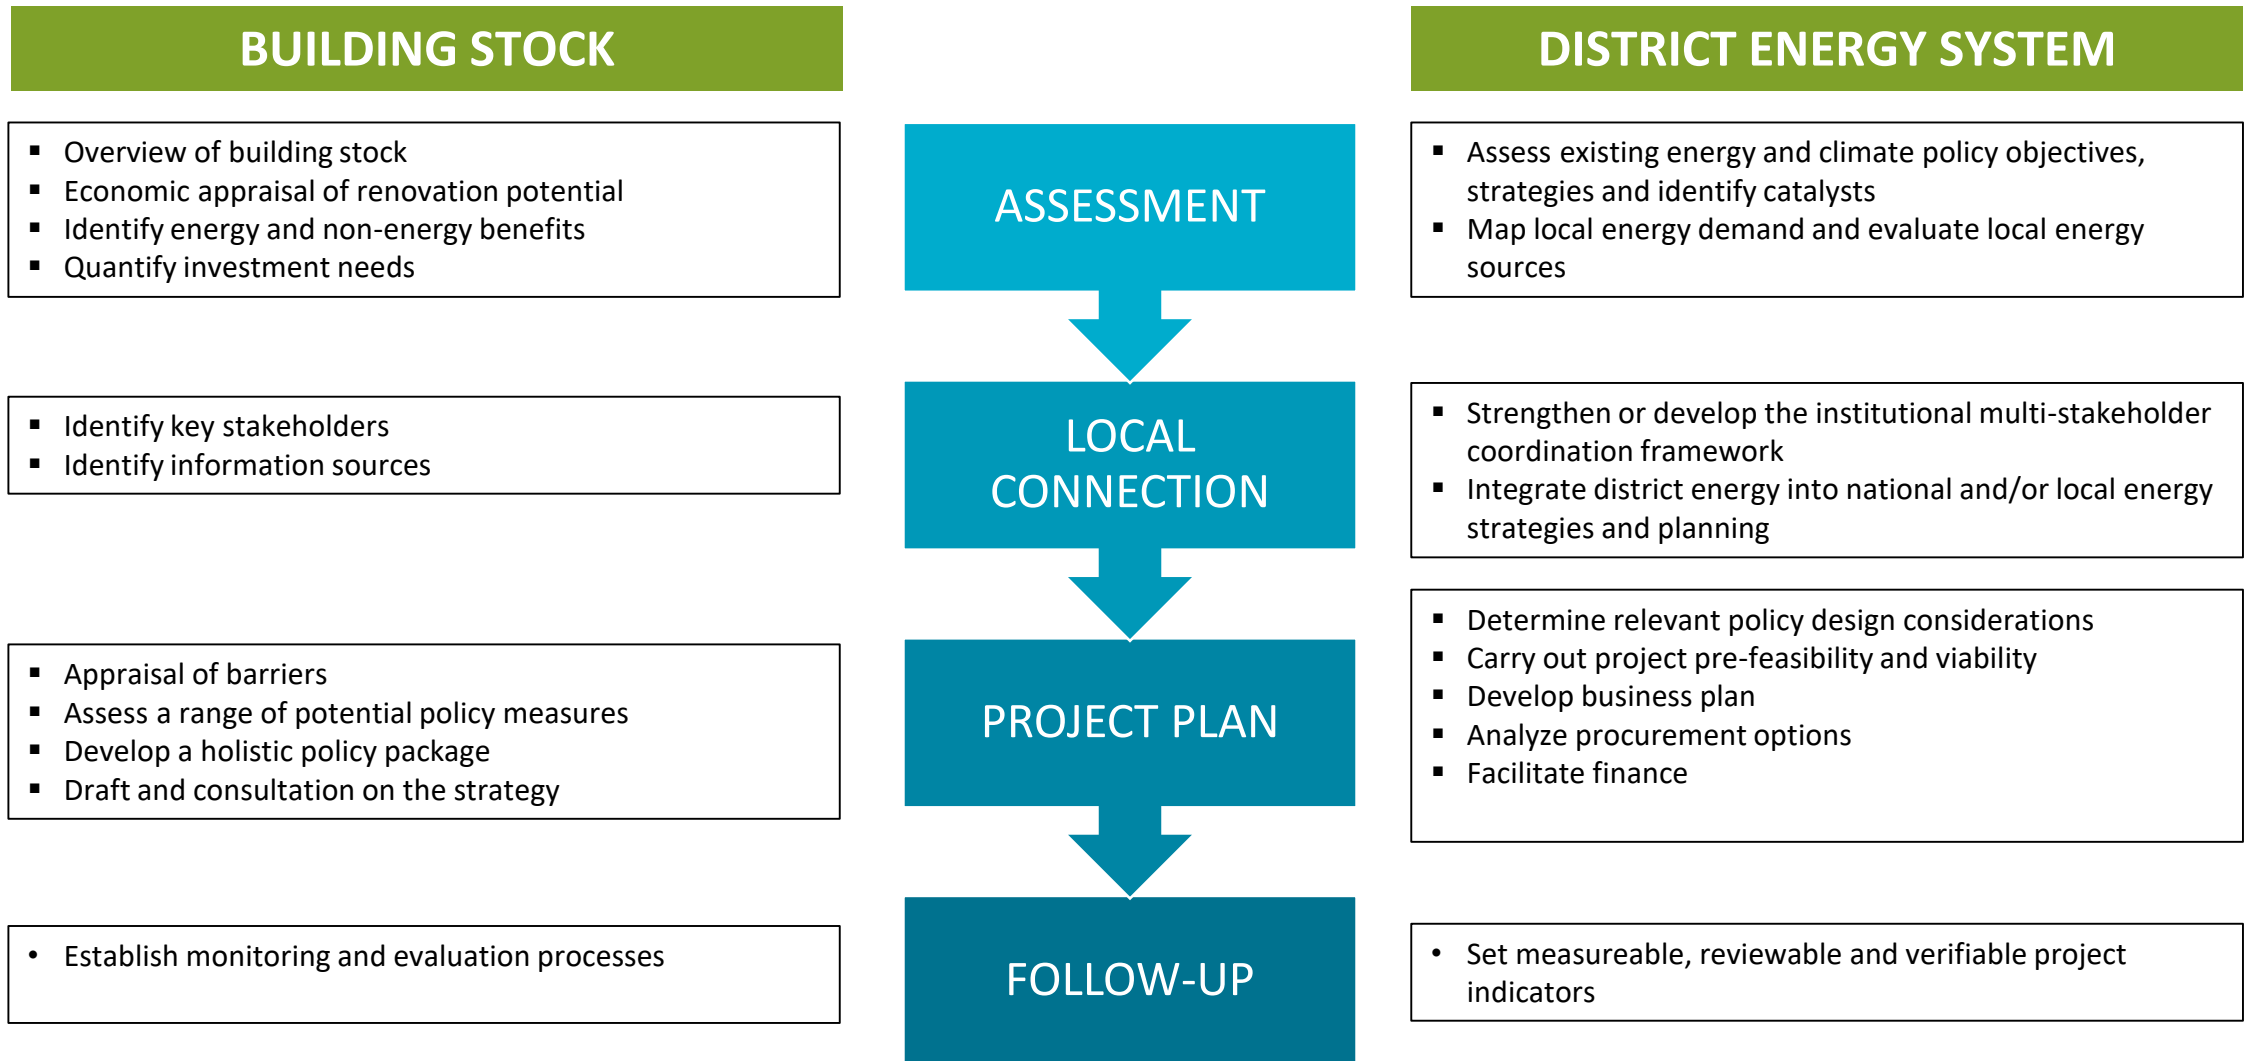 BUILDING STOCK
DISTRICT ENERGY SYSTEM
▪ Overview of building stock
▪ Economic appraisal of renovation potential
▪ Identify energy and non-energy benefits
▪ Quantify investment needs
ASSESSMENT
▪ Assess existing energy and climate policy objectives,
strategies and identify catalysts
▪ Map local energy demand and evaluate local energy
sources
▪ Identify key stakeholders
▪ Identify information sources
LOCAL
CONNECTION
▪ Strengthen or develop the institutional multi-stakeholder
coordination framework
▪ Integrate district energy into national and/or local energy
strategies and planning
▪ Appraisal of barriers
▪ Assess a range of potential policy measures
▪ Develop a holistic policy package
▪ Draft and consultation on the strategy
PROJECT PLAN
▪ Determine relevant policy design considerations
▪ Carry out project pre-feasibility and viability
▪ Develop business plan
▪ Analyze procurement options
▪ Facilitate finance
• Establish monitoring and evaluation processes
FOLLOW-UP
• Set measureable, reviewable and verifiable project
indicators